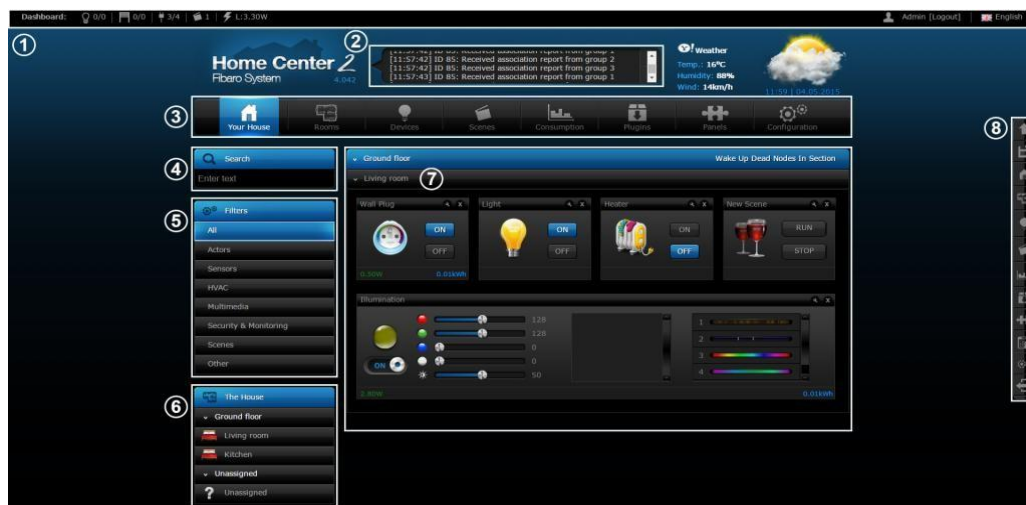 Dashboard: 0/0 0/0 3/4 1 L:3.30W Admin [Logout] English
1
2
[11:57:42] ID 85: Received association report from group 2
[11:57:42] ID 85: Received association report from group 3
[11:57:43] ID 85: Received association report from group 1
Home Center 2
Fibaro System 4.042
Y! Weather
Temp.: 16°C
Humidity: 88%
Wind: 14km/h
11:59 | 04.05.2015
3
Your House Rooms Devices Scenes Consumption Plugins Panels Configuration
8
4
Search
Enter text
5
Filters
All
Actors
Sensors
HVAC
Multimedia
Security & Monitoring
Scenes
Other
6
The House
Ground floor
Living room
Kitchen
Unassigned
Unassigned
Ground floor Wake Up Dead Nodes In Section
Living room 7
Wall Plug X
ON
OFF
0.50W 0.01kWh
Light X
ON
OFF
Heater X
ON
OFF
New Scene X
RUN
STOP
Illumination X
128
128
0
0
50
ON
1
2
3
4
2.80W 0.01kWh